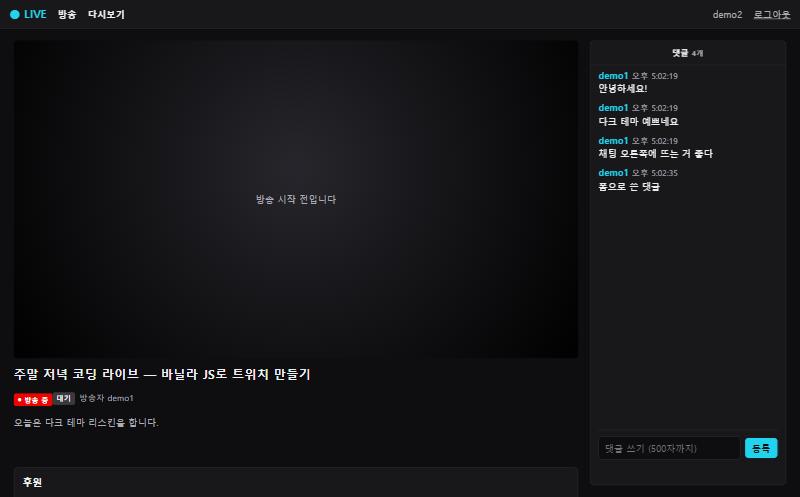 LIVE 방송 다시보기 demo2 로그아웃
방송 시작 전입니다
주말 저녁 코딩 라이브 — 바닐라 JS로 트위치 만들기
방송 중 대기 방송자 demo1
오늘은 다크 테마 리스킨을 합니다.
후원
댓글 4개
demo1 오후 5:02:19
안녕하세요!
demo1 오후 5:02:19
다크 테마 예쁘네요
demo1 오후 5:02:19
채팅 오른쪽에 뜨는 거 좋다
demo1 오후 5:02:35
폼으로 쓴 댓글
댓글 쓰기 (500자까지) 등록